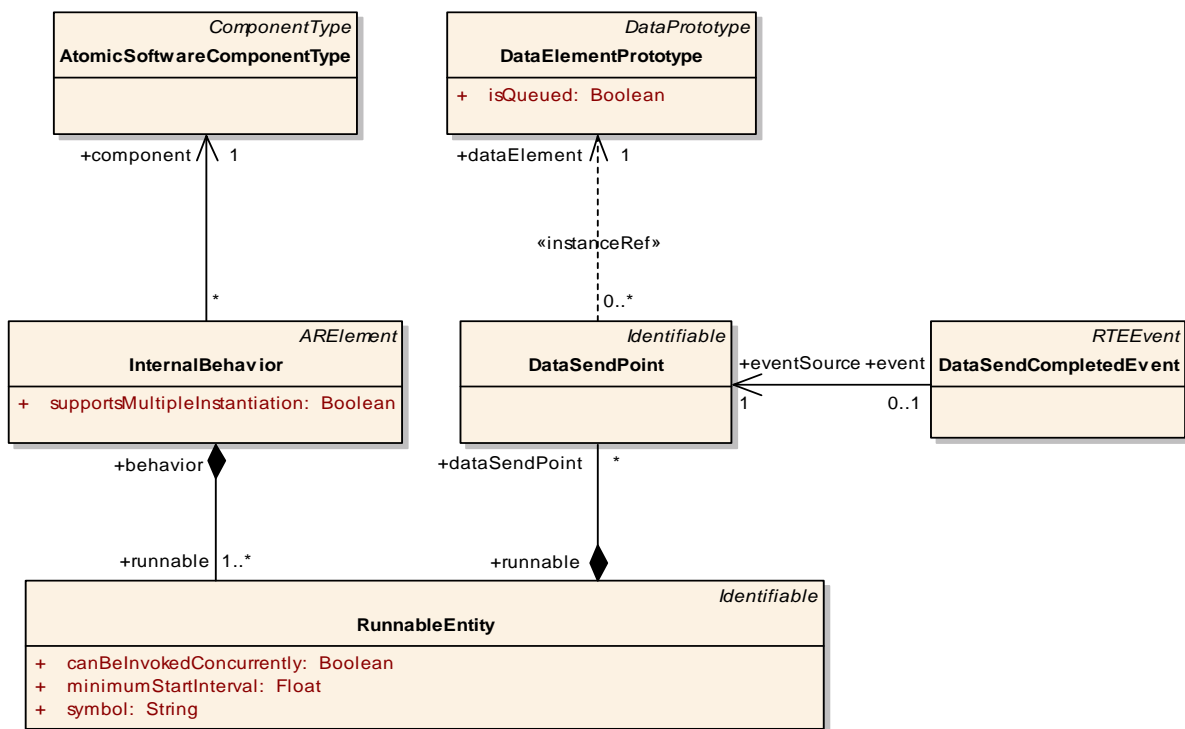 ComponentType
AtomicSoftwareComponentType
DataPrototype
DataElementPrototype
+ isQueued: Boolean
+component 1
+dataElement 1
«instanceRef»
*
0..*
ARElement
InternalBehavior
+ supportsMultipleInstantiation: Boolean
Identifiable
DataSendPoint
+eventSource +event
1
0..1
RTEEvent
DataSendCompletedEvent
+behavior
+dataSendPoint *
+runnable 1..*
+runnable
Identifiable
RunnableEntity
+ canBeInvokedConcurrently: Boolean
+ minimumStartInterval: Float
+ symbol: String